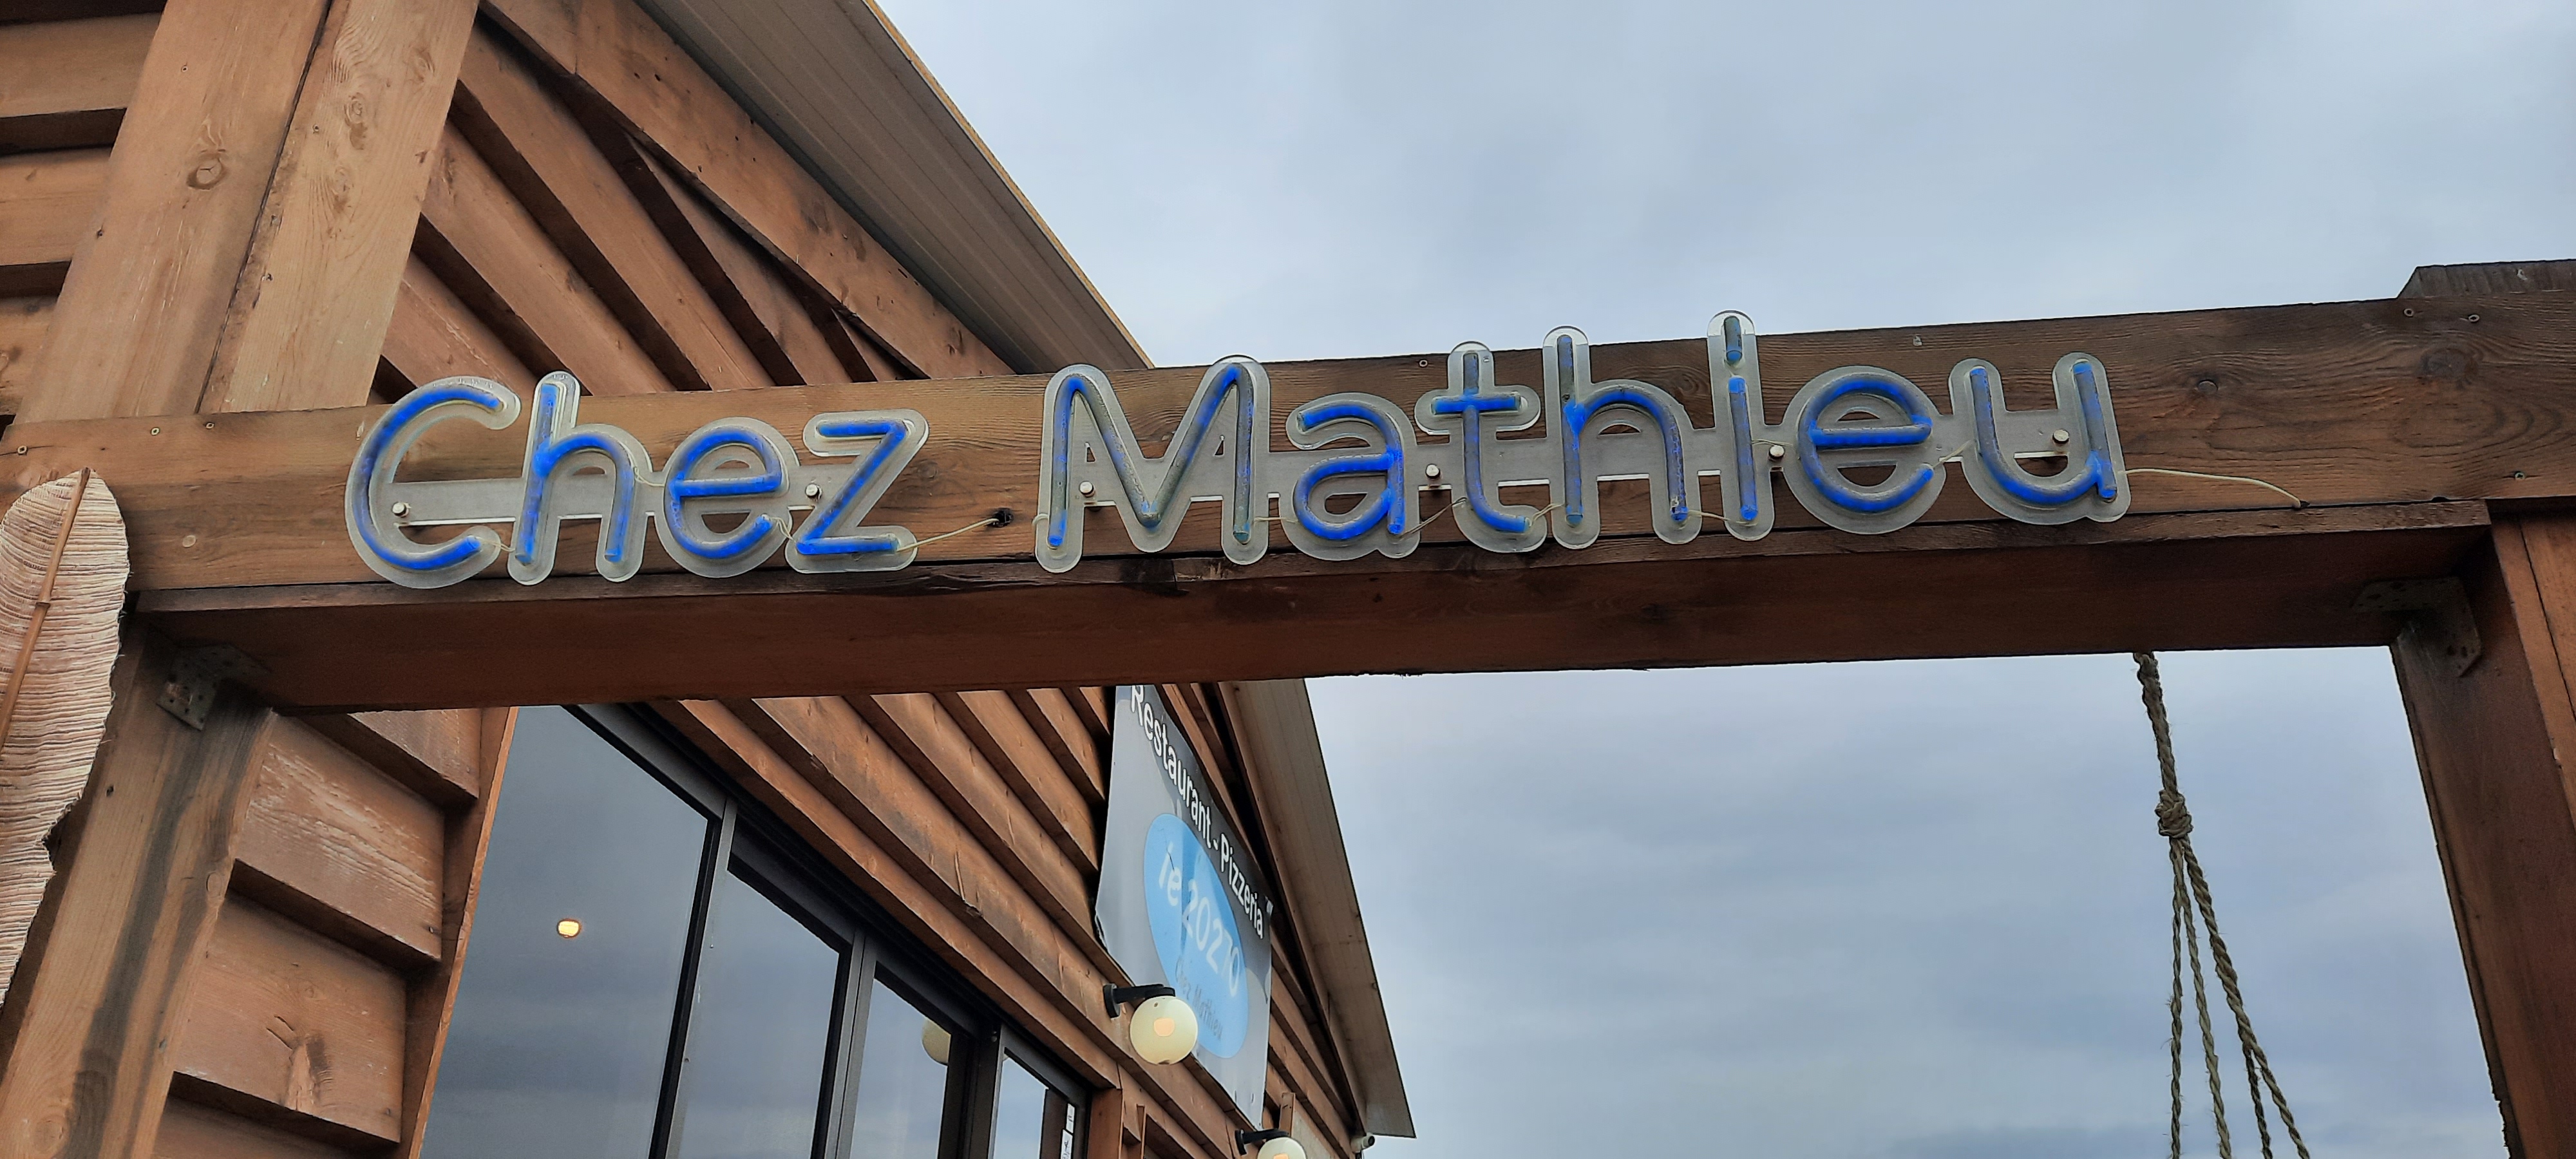 Chez Mathieu
Restaurant - Pizzeria
le 20270
Chez Mathieu